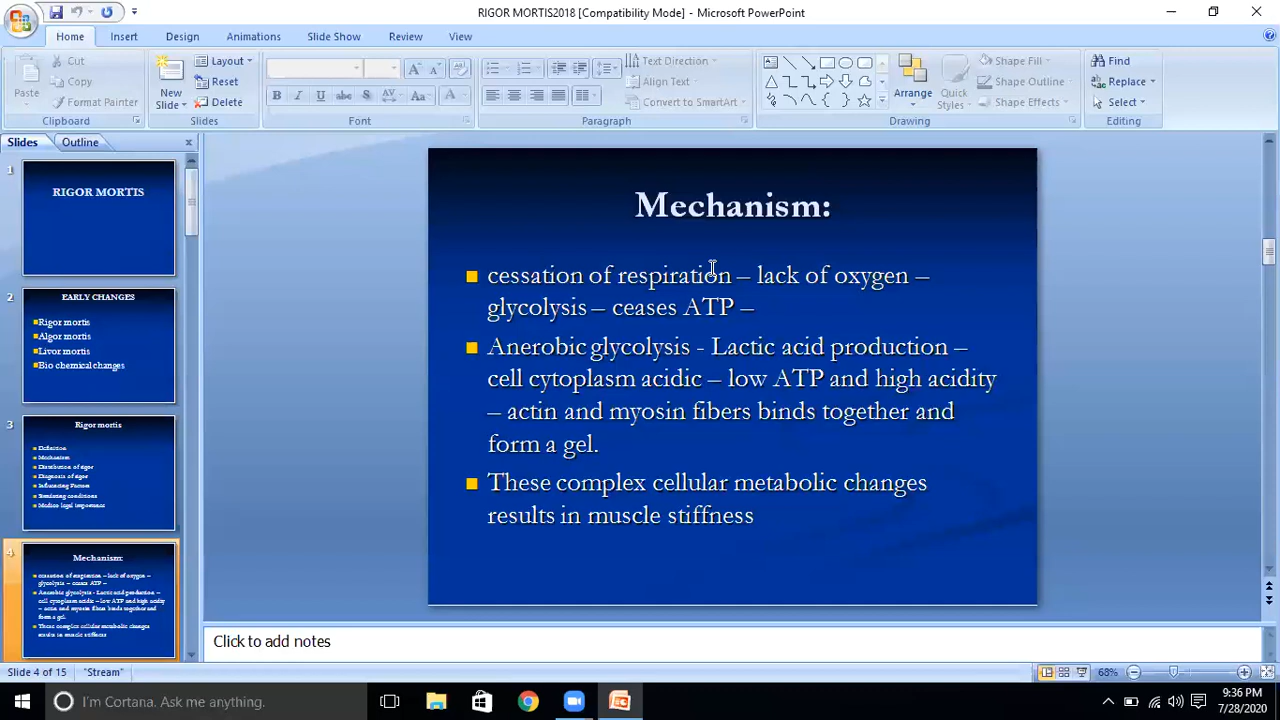 RIGOR MORTIS2018 [Compatibility Mode] - Microsoft PowerPoint
Home Insert Design Animations Slide Show Review View
Paste
Cut
Copy
Format Painter
Clipboard
New
Slide
Layout
Reset
Delete
Slides
B I U abc S AV Aa A
Font
Text Direction
Align Text
Convert to SmartArt
Paragraph
Arrange
Quick
Styles
Shape Fill
Shape Outline
Shape Effects
Drawing
Find
Replace
Select
Editing
Slides Outline
1
RIGOR MORTIS
2
EARLY CHANGES
Rigor mortis
Algor mortis
Livor mortis
Bio chemical changes
3
Rigor mortis
Definition
Mechanism
Distribution of rigor
Diagnosis of rigor
Influencing Factors
Simulating conditions
Medico legal importance
4
Mechanism:
cessation of respiration – lack of oxygen –
glycolysis – ceases ATP –
Anerobic glycolysis - Lactic acid production –
cell cytoplasm acidic – low ATP and high acidity
– actin and myosin fibers binds together and
form a gel.
These complex cellular metabolic changes
results in muscle stiffness
Mechanism:
cessation of respiration – lack of oxygen –
glycolysis – ceases ATP –
Anerobic glycolysis - Lactic acid production –
cell cytoplasm acidic – low ATP and high acidity
– actin and myosin fibers binds together and
form a gel.
These complex cellular metabolic changes
results in muscle stiffness
Click to add notes
Slide 4 of 15 "Stream" 68%
I'm Cortana. Ask me anything.
9:36 PM
7/28/2020